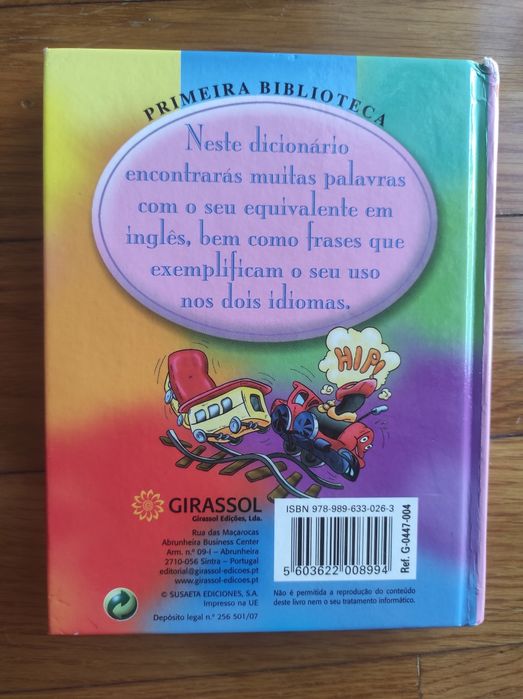 PRIMEIRA BIBLIOTECA
Neste dicionário
encontrarás muitas palavras
com o seu equivalente em
inglês, bem como frases que
exemplificam o seu uso
nos dois idiomas.
HIP!
GIRASSOL
Girassol Edições, Lda.
Rua das Maçarocas
Abrunheira Business Center
Arm. n.º 09-I – Abrunheira
2710-056 Sintra – Portugal
editorial@girassol-edicoes.pt
www.girassol-edicoes.pt
© SUSAETA EDICIONES, S.A.
Impresso na UE
Depósito legal n.º 256 501/07
ISBN 978-989-633-026-3
5 603622 008994
Ref. G-0447-004
Não é permitida a reprodução do conteúdo
deste livro nem o seu tratamento informático.